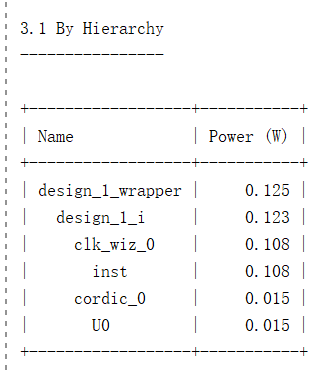 3.1 By Hierarchy
----------------
+------------------+-----------+
| Name             | Power (W) |
+------------------+-----------+
| design_1_wrapper |     0.125 |
|   design_1_i     |     0.123 |
|     clk_wiz_0    |     0.108 |
|       inst       |     0.108 |
|     cordic_0     |     0.015 |
|       U0         |     0.015 |
+------------------+-----------+